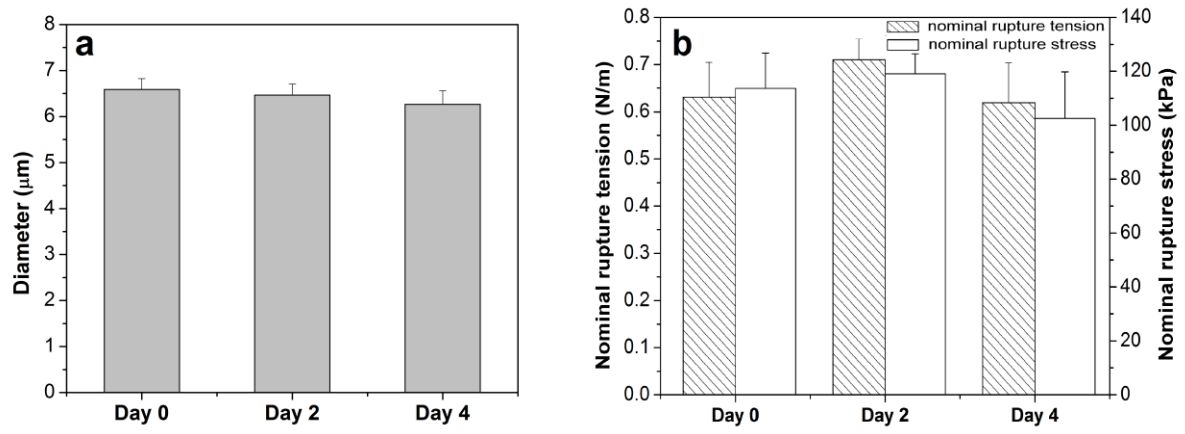 a
Diameter (μm)
8
7
6
5
4
3
2
1
0
Day 0 Day 2 Day 4
b
nominal rupture tension
nominal rupture stress
Nominal rupture tension (N/m)
0.8
0.7
0.6
0.5
0.4
0.3
0.2
0.1
0.0
Nominal rupture stress (kPa)
140
120
100
80
60
40
20
0
Day 0 Day 2 Day 4